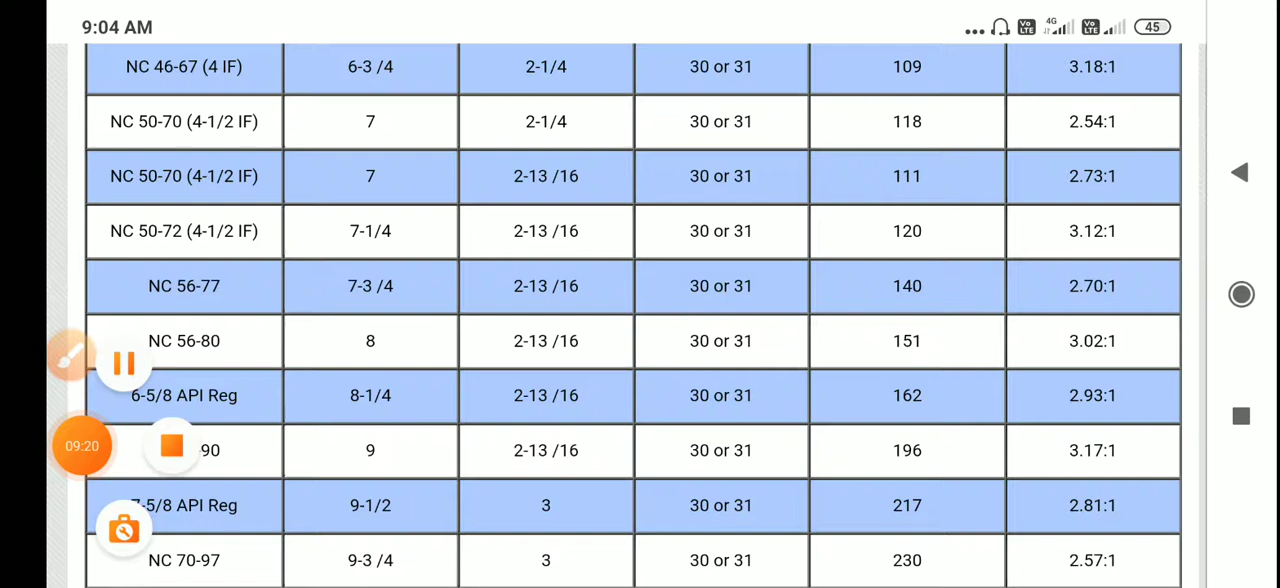 9:04 AM ... Vo LTE 4G Vo LTE 45
NC 46-67 (4 IF) 6-3 /4 2-1/4 30 or 31 109 3.18:1
NC 50-70 (4-1/2 IF) 7 2-1/4 30 or 31 118 2.54:1
NC 50-70 (4-1/2 IF) 7 2-13 /16 30 or 31 111 2.73:1
NC 50-72 (4-1/2 IF) 7-1/4 2-13 /16 30 or 31 120 3.12:1
NC 56-77 7-3 /4 2-13 /16 30 or 31 140 2.70:1
NC 56-80 8 2-13 /16 30 or 31 151 3.02:1
6-5/8 API Reg 8-1/4 2-13 /16 30 or 31 162 2.93:1
09:20 -90 9 2-13 /16 30 or 31 196 3.17:1
7-5/8 API Reg 9-1/2 3 30 or 31 217 2.81:1
NC 70-97 9-3 /4 3 30 or 31 230 2.57:1